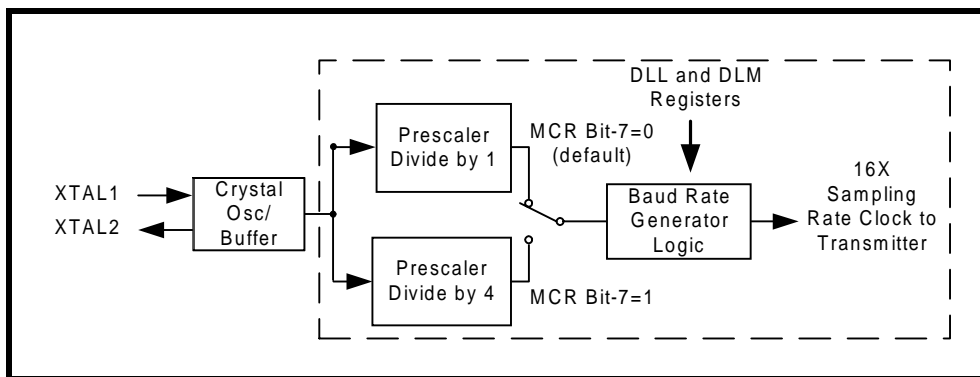 XTAL1
XTAL2
Crystal
Osc/
Buffer
Prescaler
Divide by 1
Prescaler
Divide by 4
MCR Bit-7=0
(default)
MCR Bit-7=1
DLL and DLM
Registers
Baud Rate
Generator
Logic
16X
Sampling
Rate Clock to
Transmitter